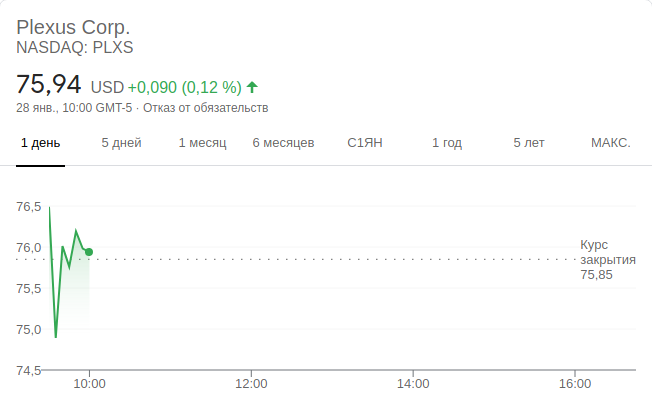 Plexus Corp.
NASDAQ: PLXS
75,94 USD +0,090 (0,12 %)
28 янв., 10:00 GMT-5 · Отказ от обязательств
1 день 5 дней 1 месяц 6 месяцев С1ЯН 1 год 5 лет МАКС.
76,5
76,0
75,5
75,0
74,5
Курс
закрытия
75,85
10:00 12:00 14:00 16:00